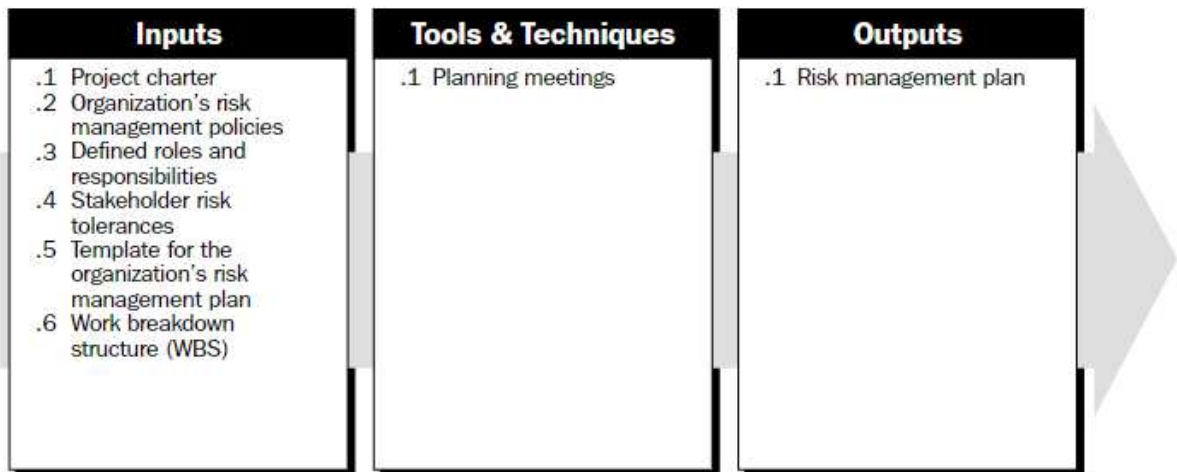 Inputs
.1 Project charter
.2 Organization's risk
management policies
.3 Defined roles and
responsibilities
.4 Stakeholder risk
tolerances
.5 Template for the
organization's risk
management plan
.6 Work breakdown
structure (WBS)
Tools & Techniques
.1 Planning meetings
Outputs
.1 Risk management plan